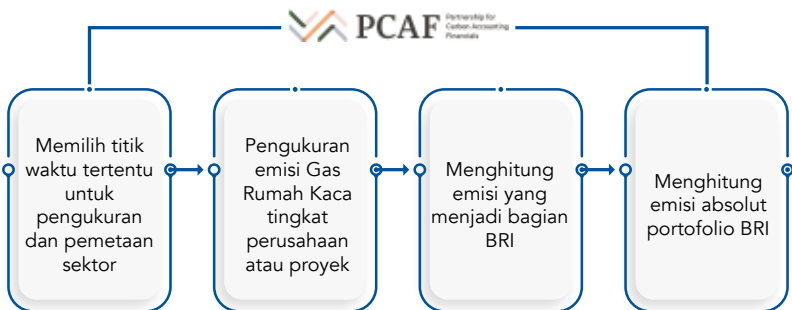 PCAF
Partnership for
Carbon Accounting
Financials
Memilih titik
waktu tertentu
untuk
pengukuran
dan pemetaan
sektor
Pengukuran
emisi Gas
Rumah Kaca
tingkat
perusahaan
atau proyek
Menghitung
emisi yang
menjadi bagian
BRI
Menghitung
emisi absolut
portofolio BRI